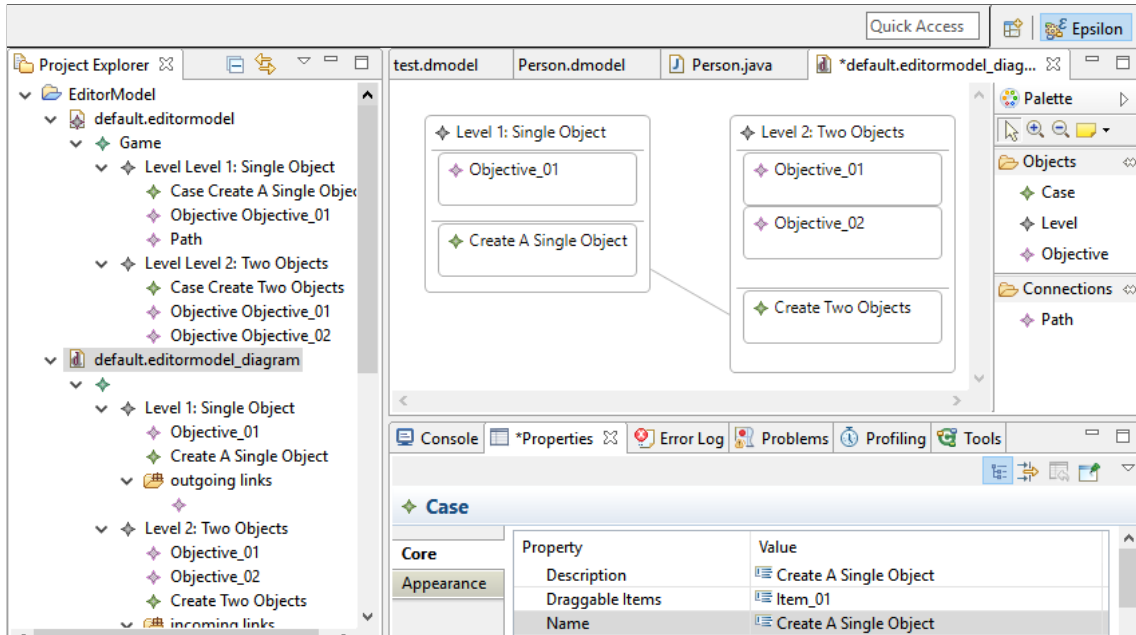 Quick Access
Epsilon
Project Explorer
EditorModel
default.editormodel
Game
Level Level 1: Single Object
Case Create A Single Objec
Objective Objective_01
Path
Level Level 2: Two Objects
Case Create Two Objects
Objective Objective_01
Objective Objective_02
default.editormodel_diagram
Level 1: Single Object
Objective_01
Create A Single Object
outgoing links
Level 2: Two Objects
Objective_01
Objective_02
Create Two Objects
incoming links
test.dmodel
Person.dmodel
Person.java
*default.editormodel_diag...
Level 1: Single Object
Objective_01
Create A Single Object
Level 2: Two Objects
Objective_01
Objective_02
Create Two Objects
Palette
Objects
Case
Level
Objective
Connections
Path
Console
*Properties
Error Log
Problems
Profiling
Tools
Case
Core
Appearance
Property Value
Description Create A Single Object
Draggable Items Item_01
Name Create A Single Object